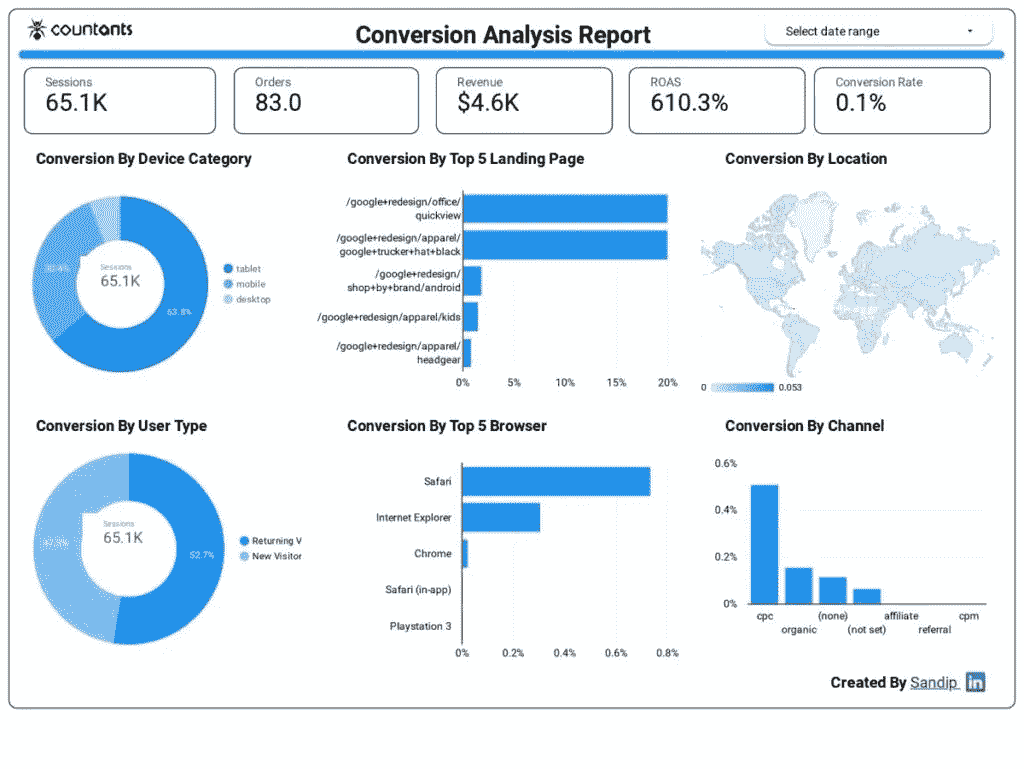 countants
Conversion Analysis Report
Select date range
Sessions
65.1K
Orders
83.0
Revenue
$4.6K
ROAS
610.3%
Conversion Rate
0.1%
Conversion By Device Category
Sessions
65.1K
30.4%
63.8%
tablet
mobile
desktop
Conversion By Top 5 Landing Page
/google+redesign/office/
quickview
/google+redesign/apparel/
google+trucker+hat+black
/google+redesign/
shop+by+brand/android
/google+redesign/apparel/kids
/google+redesign/apparel/
headgear
0% 5% 10% 15% 20%
Conversion By Location
0 0.053
Conversion By User Type
Sessions
65.1K
52.7%
Returning V
New Visitor
Conversion By Top 5 Browser
Safari
Internet Explorer
Chrome
Safari (in-app)
Playstation 3
0% 0.2% 0.4% 0.6% 0.8%
Conversion By Channel
0.6%
0.4%
0.2%
0%
cpc (none) affiliate cpm
organic (not set) referral
Created By Sandip in